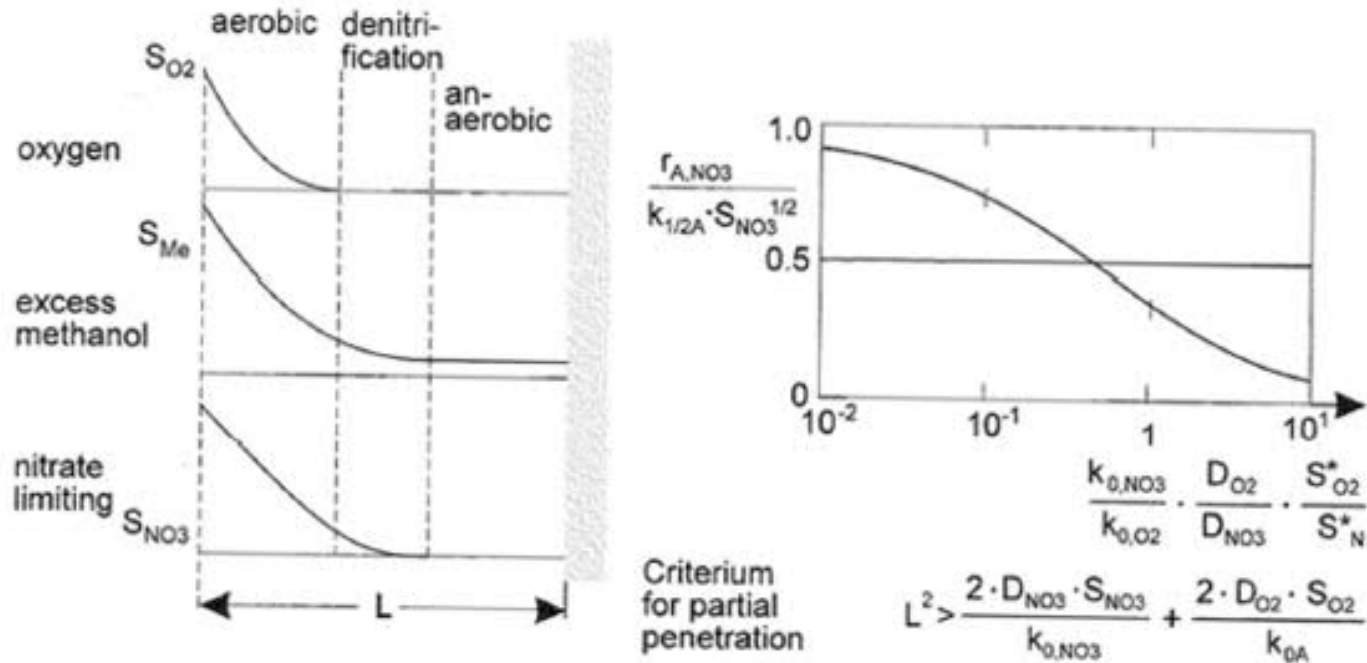 aerobic
denitri-
fication
an-
aerobic
S_O2
oxygen
S_Me
excess
methanol
nitrate
limiting
S_NO3
L
r_A,NO3
k_1/2A·S_NO3^1/2
1.0
0.5
0
10^-2
10^-1
1
10^1
k_0,NO3 / k_0,O2 · D_O2 / D_NO3 · S*_O2 / S*_N
Criterium
for partial
penetration
L^2 > 2·D_NO3·S_NO3 / k_0,NO3 + 2·D_O2·S_O2 / k_0A